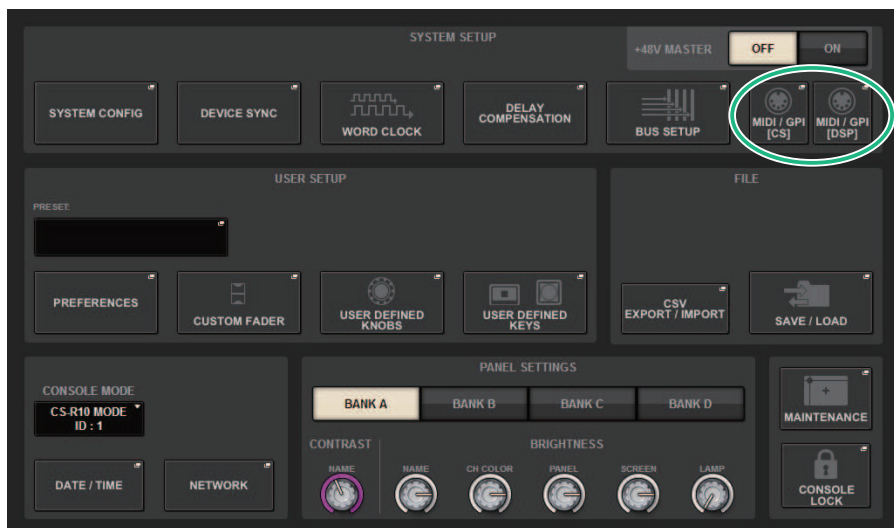 SYSTEM SETUP
+48V MASTER
OFF
ON
SYSTEM CONFIG
DEVICE SYNC
WORD CLOCK
DELAY
COMPENSATION
BUS SETUP
MIDI / GPI
[CS]
MIDI / GPI
[DSP]
USER SETUP
PRESET
PREFERENCES
CUSTOM FADER
USER DEFINED
KNOBS
USER DEFINED
KEYS
FILE
CSV
EXPORT / IMPORT
SAVE / LOAD
CONSOLE MODE
CS-R10 MODE
ID : 1
DATE / TIME
NETWORK
PANEL SETTINGS
BANK A
BANK B
BANK C
BANK D
CONTRAST
BRIGHTNESS
NAME
NAME
CH COLOR
PANEL
SCREEN
LAMP
MAINTENANCE
CONSOLE
LOCK